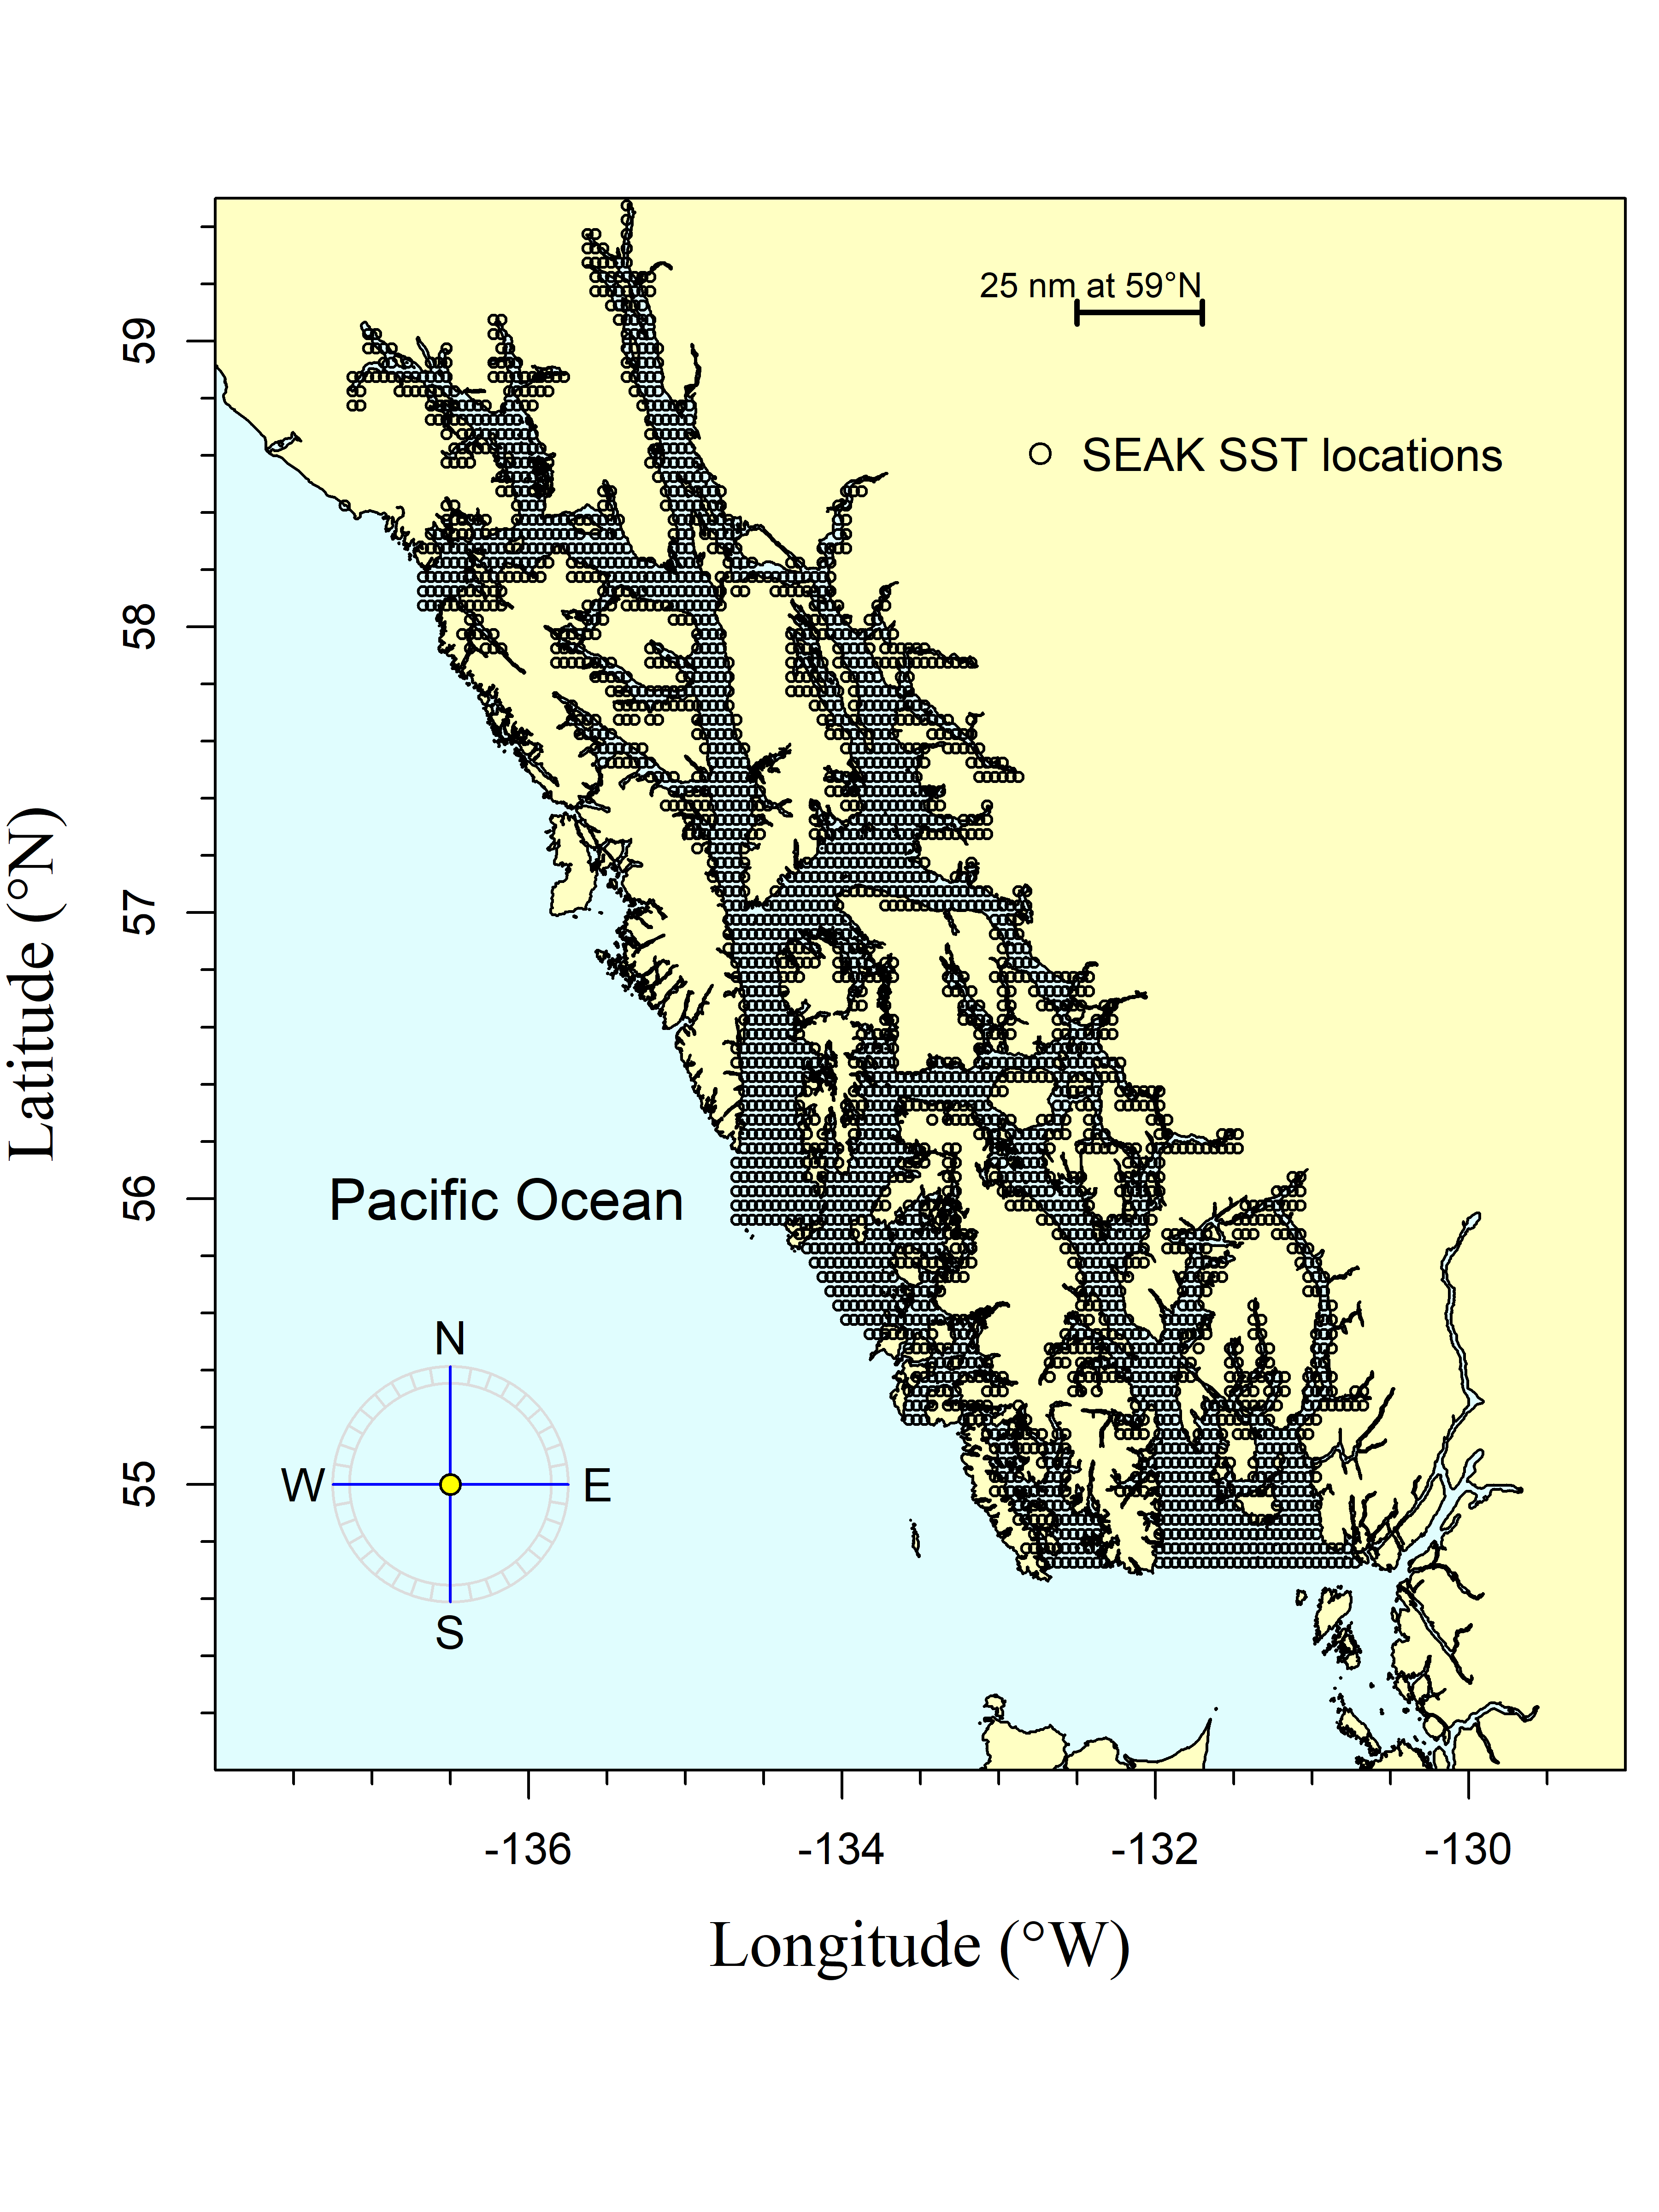 25 nm at 59°N
SEAK SST locations
Pacific Ocean
N
W
E
S
59
58
57
56
55
Latitude (°N)
-136
-134
-132
-130
Longitude (°W)